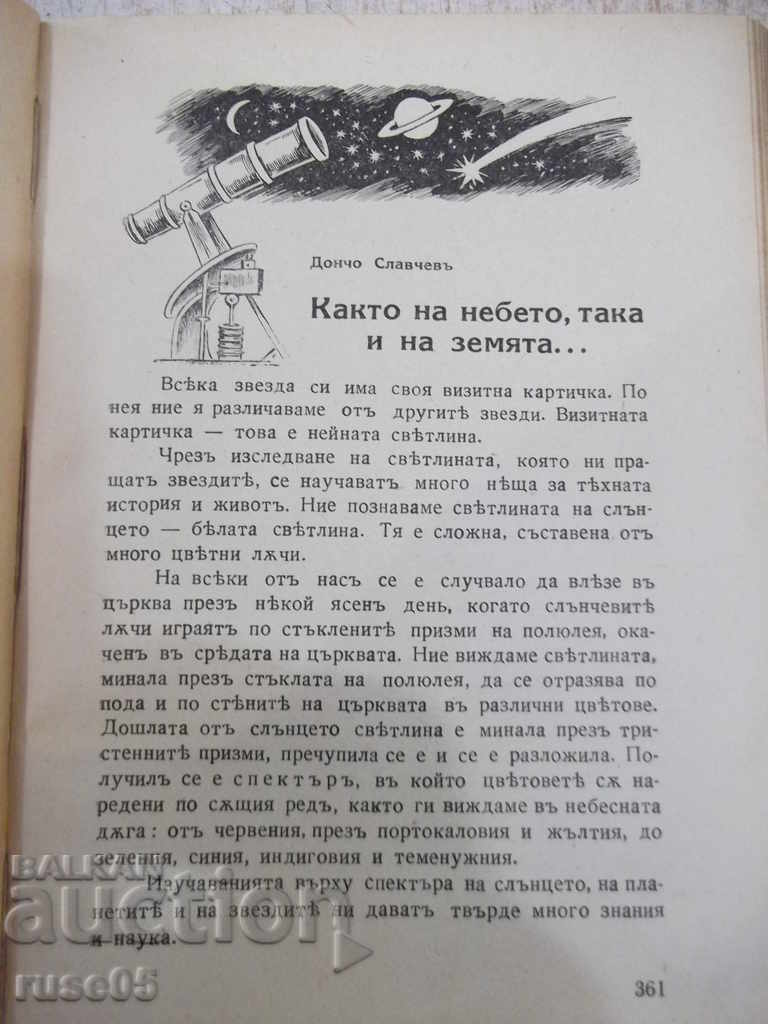 Дончо Славчевъ
Както на небето, така
и на земята...
Всѣка звезда си има своя визитна картичка. По
нея ние я различаваме отъ другитѣ звезди. Визитната
картичка — това е нейната свѣтлина.
Чрезъ изследване на свѣтлината, която ни пра-
щатъ звездитѣ, се научаватъ много нѣща за тѣхната
история и животъ. Ние познаваме свѣтлината на слън-
цето — бѣлата свѣтлина. Тя е сложна, съставена отъ
много цвѣтни лѫчи.
На всѣки отъ насъ се е случвало да влѣзе въ
църква презъ нѣкой ясенъ день, когато слънчевитѣ
лѫчи играятъ по стъкленитѣ призми на полюлея, ока-
ченъ въ срѣдата на църквата. Ние виждаме свѣтлината,
минала презъ стъклата на полюлея, да се отразява по
пода и по стѣнитѣ на църквата въ различни цвѣтове.
Дошлата отъ слънцето свѣтлина е минала презъ три-
стеннитѣ призми, пречупила се е и се е разложила. По-
лучилъ се е спектъръ, въ който цвѣтоветѣ сѫ на-
редени по сѫщия редъ, както ги виждаме въ небесната
дѫга: отъ червения, презъ портокаловия и жълтия, до
зеления, синия, индиговия и теменужния.
Изучаванията върху спектъра на слънцето, на пла-
нетитѣ и на звездитѣ ни даватъ твърде много знания
и наука.
361
BALKAN
auction
ruse05